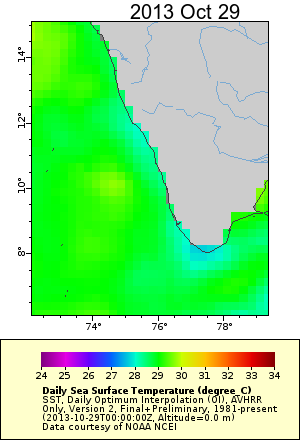 2013 Oct 29
14°
12°
10°
8°
74° 76° 78°
24 25 26 27 28 29 30 31 32 33 34
Daily Sea Surface Temperature (degree_C)
SST, Daily Optimum Interpolation (OI), AVHRR
Only, Version 2, Final+Preliminary, 1981-present
(2013-10-29T00:00:00Z, Altitude=0.0 m)
Data courtesy of NOAA NCEI